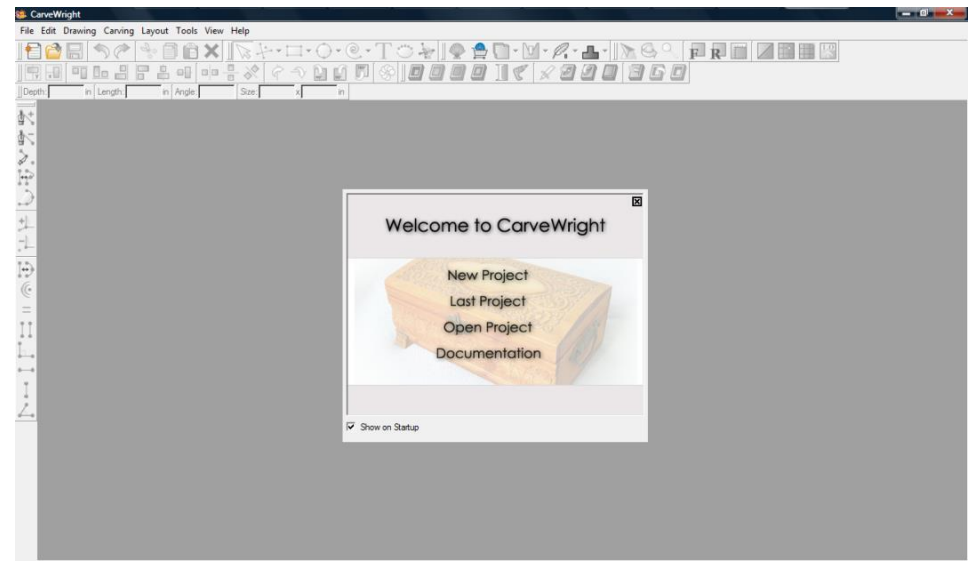 CarveWright
File Edit Drawing Carving Layout Tools View Help
T F R
Depth: in Length: in Angle: Size: x in
Welcome to CarveWright
New Project
Last Project
Open Project
Documentation
Show on Startup